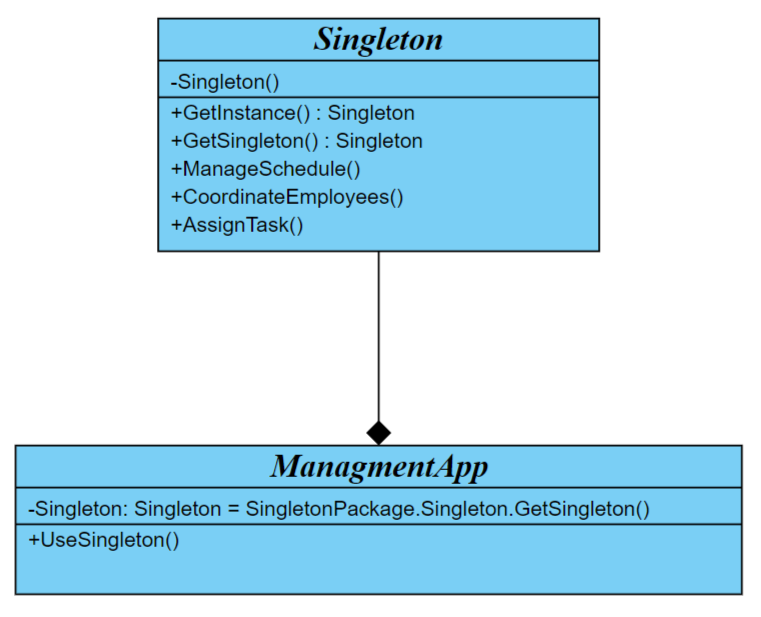 Singleton
-Singleton()
+GetInstance() : Singleton
+GetSingleton() : Singleton
+ManageSchedule()
+CoordinateEmployees()
+AssignTask()
ManagmentApp
-Singleton: Singleton = SingletonPackage.Singleton.GetSingleton()
+UseSingleton()